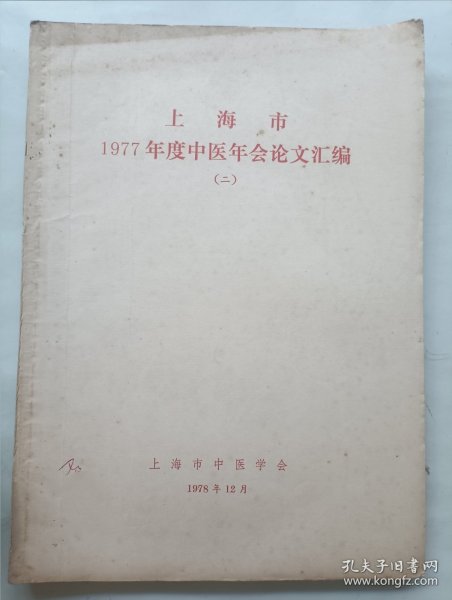 上海市
1977年度中医年会论文汇编
(二)
上海市中医学会
1978年12月
孔夫子旧书网
www.kongfz.com